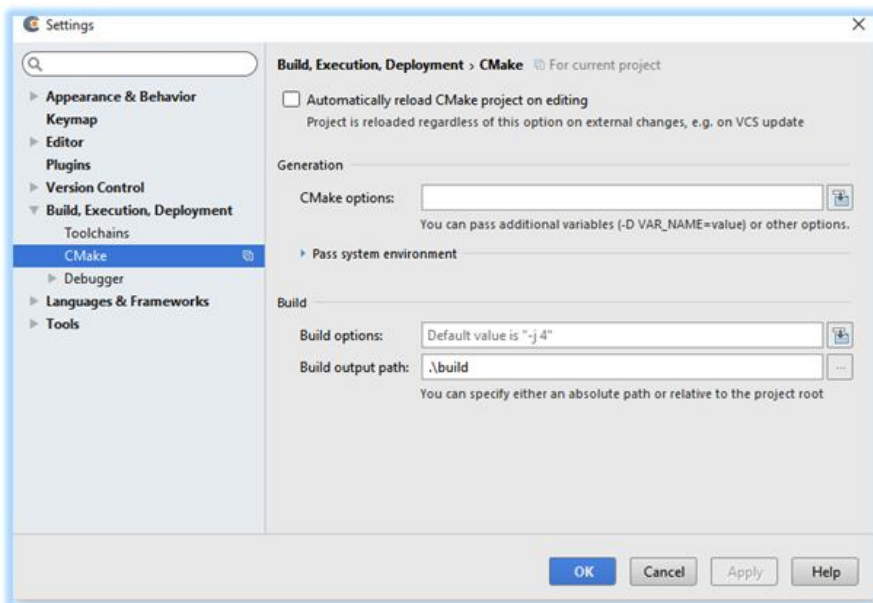 Settings
Build, Execution, Deployment › CMake For current project
Appearance & Behavior
Keymap
Editor
Plugins
Version Control
Build, Execution, Deployment
Toolchains
CMake
Debugger
Languages & Frameworks
Tools
Automatically reload CMake project on editing
Project is reloaded regardless of this option on external changes, e.g. on VCS update
Generation
CMake options:
You can pass additional variables (-D VAR_NAME=value) or other options.
Pass system environment
Build
Build options: Default value is "-j 4"
Build output path: .\build
...
You can specify either an absolute path or relative to the project root
OK Cancel Apply Help